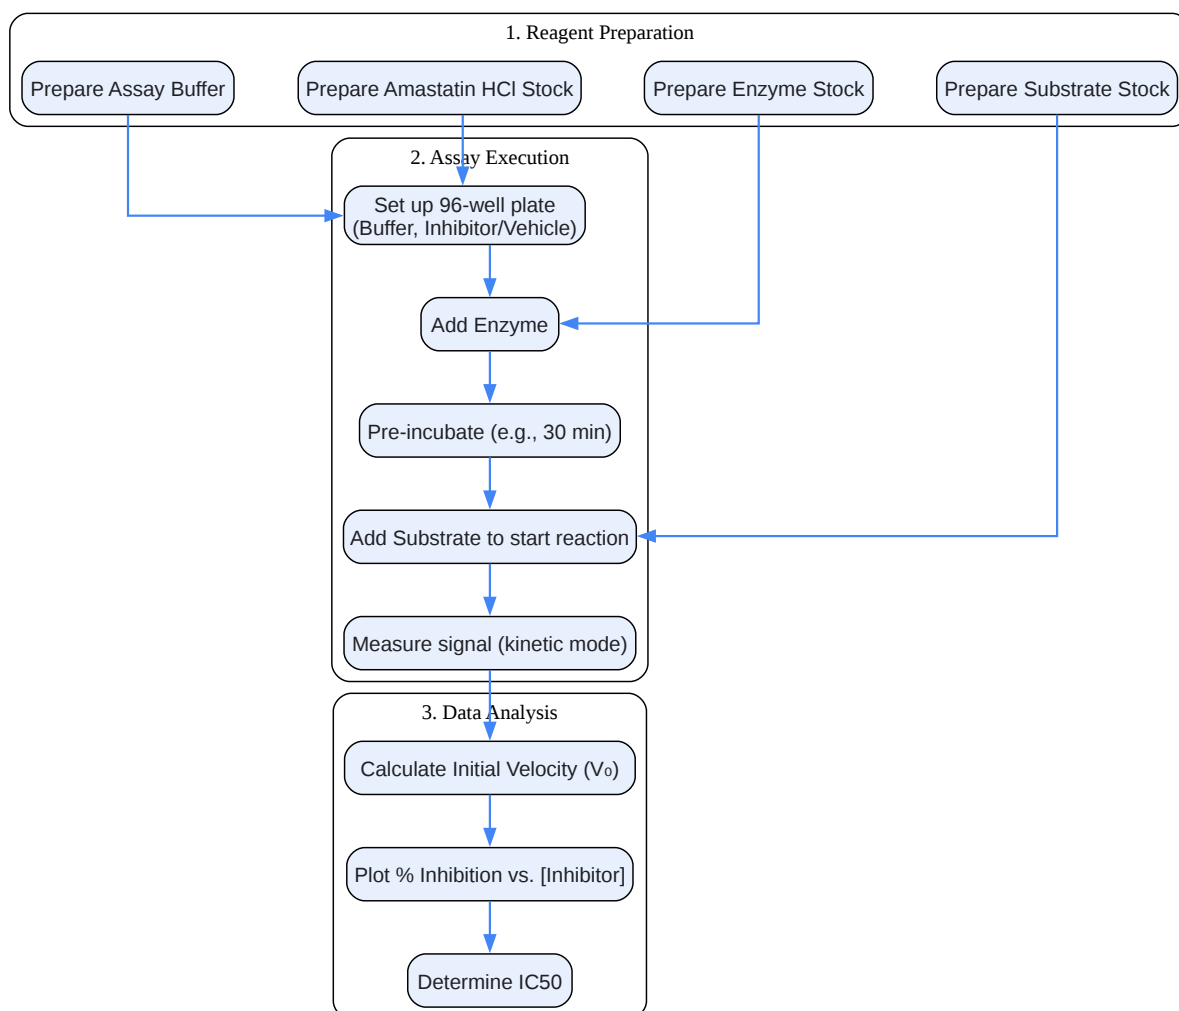 1. Reagent Preparation
Prepare Assay Buffer
Prepare Amastatin HCl Stock
Prepare Enzyme Stock
Prepare Substrate Stock
2. Assay Execution
Set up 96-well plate
(Buffer, Inhibitor/Vehicle)
Add Enzyme
Pre-incubate (e.g., 30 min)
Add Substrate to start reaction
Measure signal (kinetic mode)
3. Data Analysis
Calculate Initial Velocity (V₀)
Plot % Inhibition vs. [Inhibitor]
Determine IC50